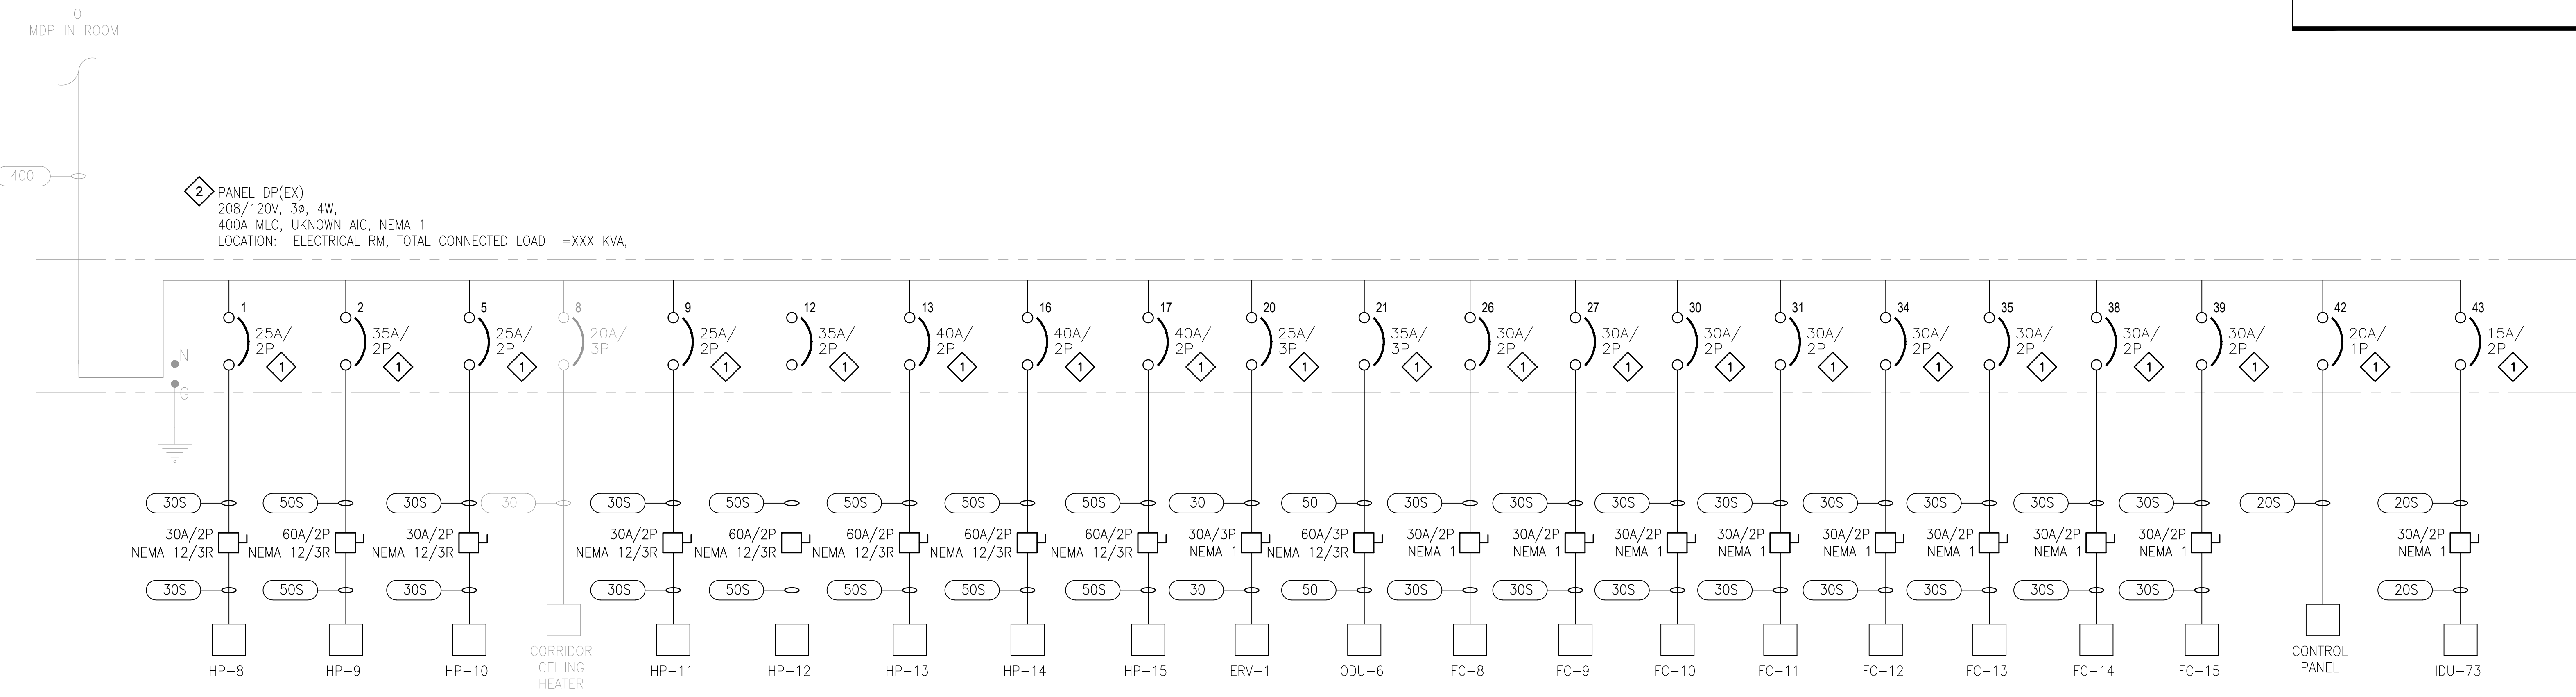 TO
MDP IN ROOM
400
2
PANEL DP(EX)
208/120V, 3ø, 4W,
400A MLO, UKNOWN AIC, NEMA 1
LOCATION: ELECTRICAL RM, TOTAL CONNECTED LOAD =XXX KVA,
N
G
1
25A/
2P
1
2
35A/
2P
1
5
25A/
2P
1
8
20A/
3P
9
25A/
2P
1
12
35A/
2P
1
13
40A/
2P
1
16
40A/
2P
1
17
40A/
2P
1
20
25A/
3P
1
21
35A/
3P
1
26
30A/
2P
1
27
30A/
2P
1
30
30A/
2P
1
31
30A/
2P
1
34
30A/
2P
1
35
30A/
2P
1
38
30A/
2P
1
39
30A/
2P
1
42
20A/
1P
1
43
15A/
2P
1
30S
30A/2P
NEMA 12/3R
30S
HP-8
50S
60A/2P
NEMA 12/3R
50S
HP-9
30S
30A/2P
NEMA 12/3R
30S
HP-10
30
CORRIDOR
CEILING
HEATER
30S
30A/2P
NEMA 12/3R
30S
HP-11
50S
60A/2P
NEMA 12/3R
50S
HP-12
50S
60A/2P
NEMA 12/3R
50S
HP-13
50S
60A/2P
NEMA 12/3R
50S
HP-14
50S
60A/2P
NEMA 12/3R
50S
HP-15
30
30A/3P
NEMA 1
30
ERV-1
50
60A/3P
NEMA 12/3R
50
ODU-6
30S
30A/2P
NEMA 1
30S
FC-8
30S
30A/2P
NEMA 1
30S
FC-9
30S
30A/2P
NEMA 1
30S
FC-10
30S
30A/2P
NEMA 1
30S
FC-11
30S
30A/2P
NEMA 1
30S
FC-12
30S
30A/2P
NEMA 1
30S
FC-13
30S
30A/2P
NEMA 1
30S
FC-14
30S
30A/2P
NEMA 1
30S
FC-15
20S
CONTROL
PANEL
20S
30A/2P
NEMA 1
20S
IDU-73